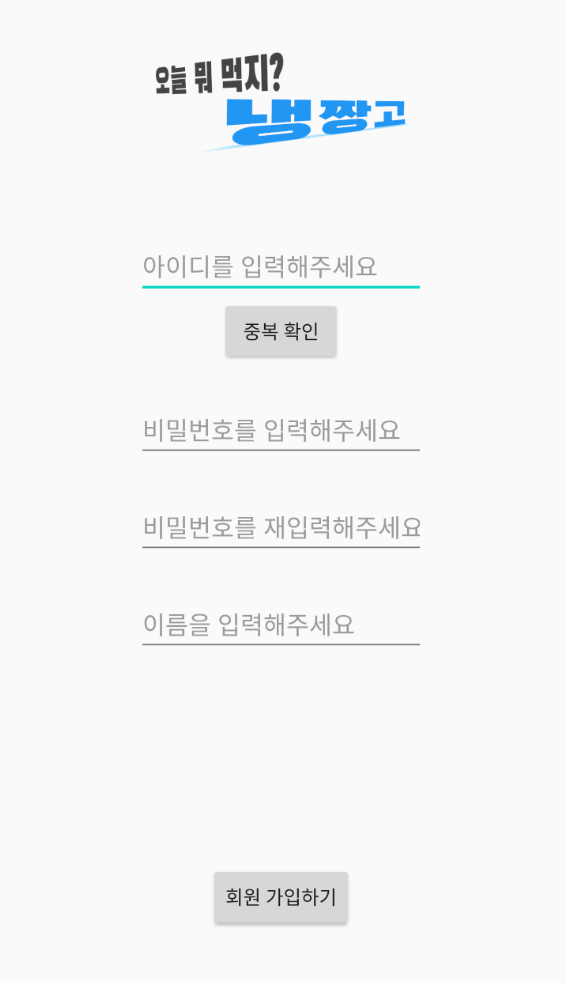 오늘 뭐 먹지?
냉짱고
아이디를 입력해주세요
중복 확인
비밀번호를 입력해주세요
비밀번호를 재입력해주세요
이름을 입력해주세요
회원 가입하기